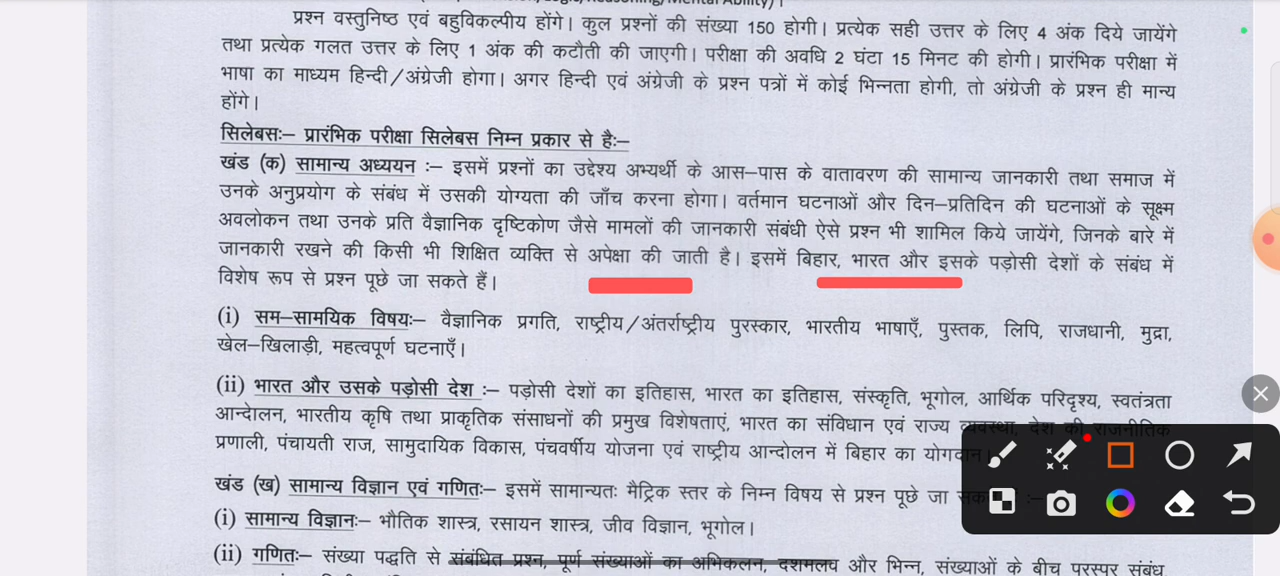 Reasoning/Mental Ability)।
प्रश्न वस्तुनिष्ठ एवं बहुविकल्पीय होंगे। कुल प्रश्नों की संख्या 150 होगी। प्रत्येक सही उत्तर के लिए 4 अंक दिये जायेंगे
तथा प्रत्येक गलत उत्तर के लिए 1 अंक की कटौती की जाएगी। परीक्षा की अवधि 2 घंटा 15 मिनट की होगी। प्रारंभिक परीक्षा में
भाषा का माध्यम हिन्दी/अंग्रेजी होगा। अगर हिन्दी एवं अंग्रेजी के प्रश्न पत्रों में कोई भिन्नता होगी, तो अंग्रेजी के प्रश्न ही मान्य
होंगे।
सिलेबसः– प्रारंभिक परीक्षा सिलेबस निम्न प्रकार से हैः–
खंड (क) सामान्य अध्ययन :– इसमें प्रश्नों का उद्देश्य अभ्यर्थी के आस–पास के वातावरण की सामान्य जानकारी तथा समाज में
उनके अनुप्रयोग के संबंध में उसकी योग्यता की जाँच करना होगा। वर्तमान घटनाओं और दिन–प्रतिदिन की घटनाओं के सूक्ष्म
अवलोकन तथा उनके प्रति वैज्ञानिक दृष्टिकोण जैसे मामलों की जानकारी संबंधी ऐसे प्रश्न भी शामिल किये जायेंगे, जिनके बारे में
जानकारी रखने की किसी भी शिक्षित व्यक्ति से अपेक्षा की जाती है। इसमें बिहार, भारत और इसके पड़ोसी देशों के संबंध में
विशेष रूप से प्रश्न पूछे जा सकते हैं।
(i) सम–सामयिक विषयः– वैज्ञानिक प्रगति, राष्ट्रीय/अंतर्राष्ट्रीय पुरस्कार, भारतीय भाषाएँ, पुस्तक, लिपि, राजधानी, मुद्रा,
खेल–खिलाड़ी, महत्वपूर्ण घटनाएँ।
(ii) भारत और उसके पड़ोसी देश :– पड़ोसी देशों का इतिहास, भारत का इतिहास, संस्कृति, भूगोल, आर्थिक परिदृश्य, स्वतंत्रता
आन्देालन, भारतीय कृषि तथा प्राकृतिक संसाधनों की प्रमुख विशेषताएं, भारत का संविधान एवं राज्य व्यवस्था, देश की राजनीतिक
प्रणाली, पंचायती राज, सामुदायिक विकास, पंचवर्षीय योजना एवं राष्ट्रीय आन्दोलन में बिहार का योगदान।
खंड (ख) सामान्य विज्ञान एवं गणितः– इसमें सामान्यतः मैट्रिक स्तर के निम्न विषय से प्रश्न पूछे जा
(i) सामान्य विज्ञानः– भौतिक शास्त्र, रसायन शास्त्र, जीव विज्ञान, भूगोल।
(ii) गणितः– संख्या पद्धति से संबंधित प्रश्न, पूर्ण संख्याओं का अभिकलन, दशमलव और भिन्न, संख्याओं के बीच परस्पर संबंध,